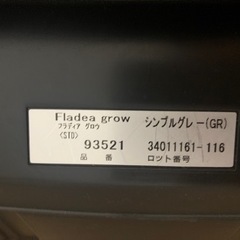 Fladea grow シンプルグレー(GR)
フラディア グロウ
<STD> 93521 34011161-116
品番 ロット番号